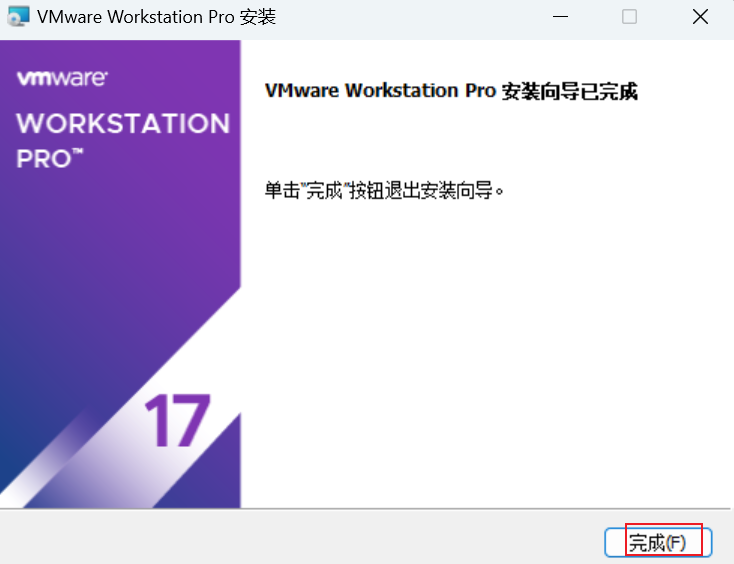 VMware Workstation Pro 安装
vmware®
WORKSTATION
PRO™
17
VMware Workstation Pro 安装向导已完成
单击"完成"按钮退出安装向导。
完成(F)